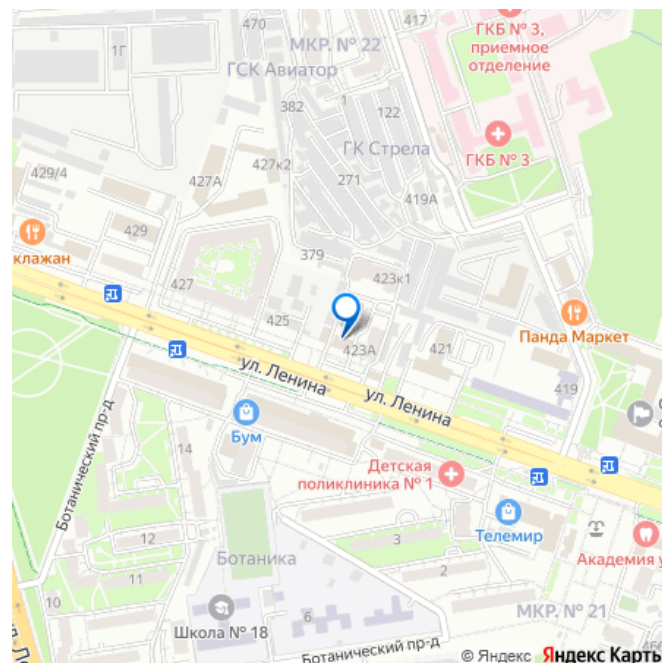 470
МКР. № 22
ГКБ № 3,
приемное
отделение
1Г
ГСК Авиатор
382
1
122
ГКБ № 3
427к2
ГК Стрела
429/4
427А
271
419А
429
клажан
379
423к1
427
425
Панда Маркет
423А
421
ул. Ленина
ул. Ленина
419
Ботанический пр-д
Бум
14
Детская
поликлиника № 1
Телемир
12
Ботаника
3
Академия у
11
2
10
6
МКР. № 21
Школа № 18
Ботанический пр-д
© Яндекс Яндекс Карты